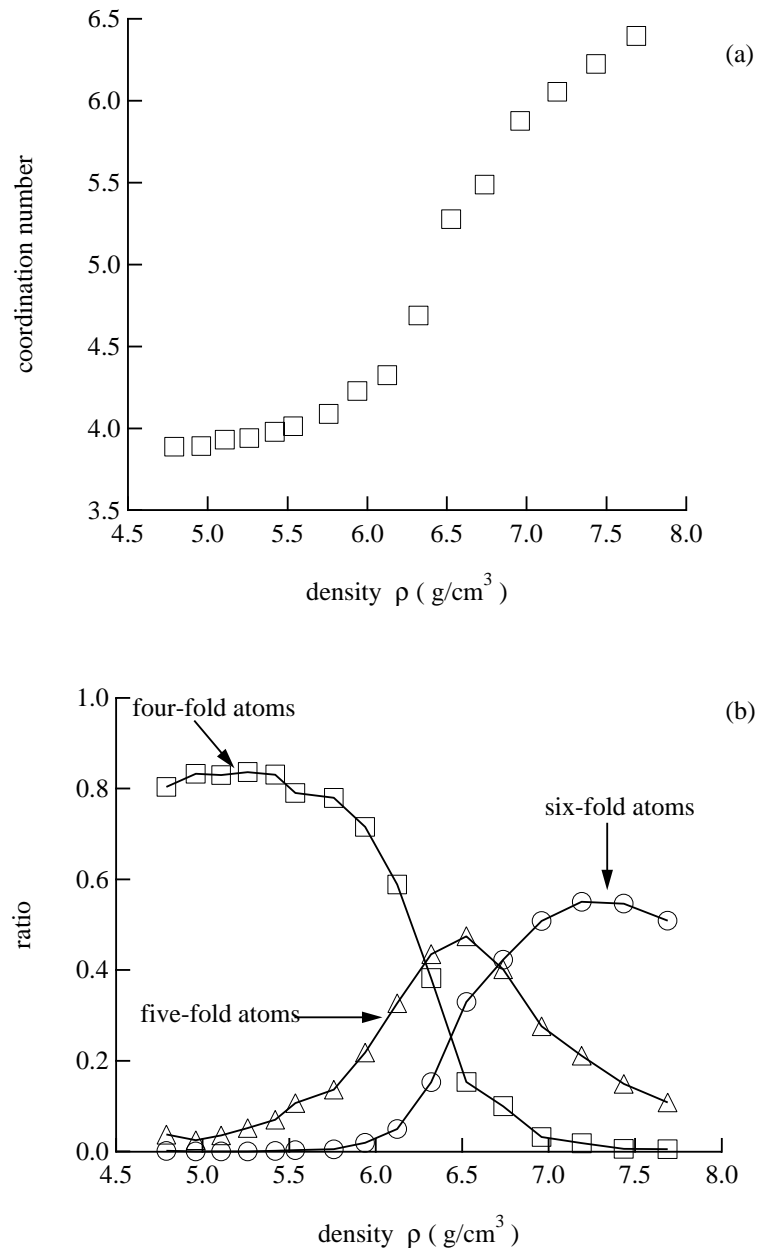 (a)
6.5
6.0
5.5
5.0
4.5
4.0
3.5
coordination number
4.5 5.0 5.5 6.0 6.5 7.0 7.5 8.0
density ρ ( g/cm³ )
(b)
1.0
0.8
0.6
0.4
0.2
0.0
ratio
four-fold atoms
six-fold atoms
five-fold atoms
4.5 5.0 5.5 6.0 6.5 7.0 7.5 8.0
density ρ ( g/cm³ )